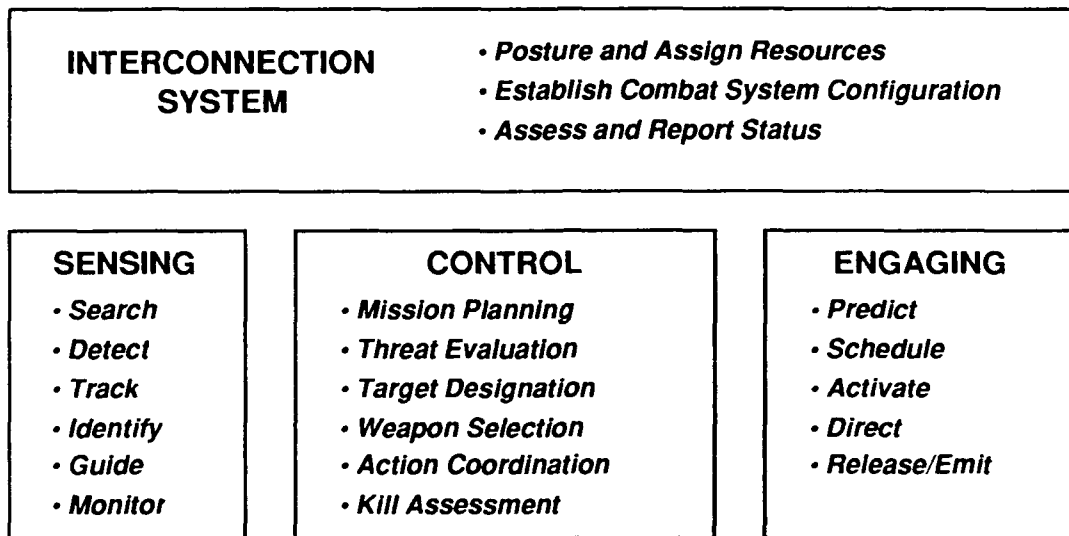 INTERCONNECTION
SYSTEM
• Posture and Assign Resources
• Establish Combat System Configuration
• Assess and Report Status
SENSING
• Search
• Detect
• Track
• Identify
• Guide
• Monitor
CONTROL
• Mission Planning
• Threat Evaluation
• Target Designation
• Weapon Selection
• Action Coordination
• Kill Assessment
ENGAGING
• Predict
• Schedule
• Activate
• Direct
• Release/Emit